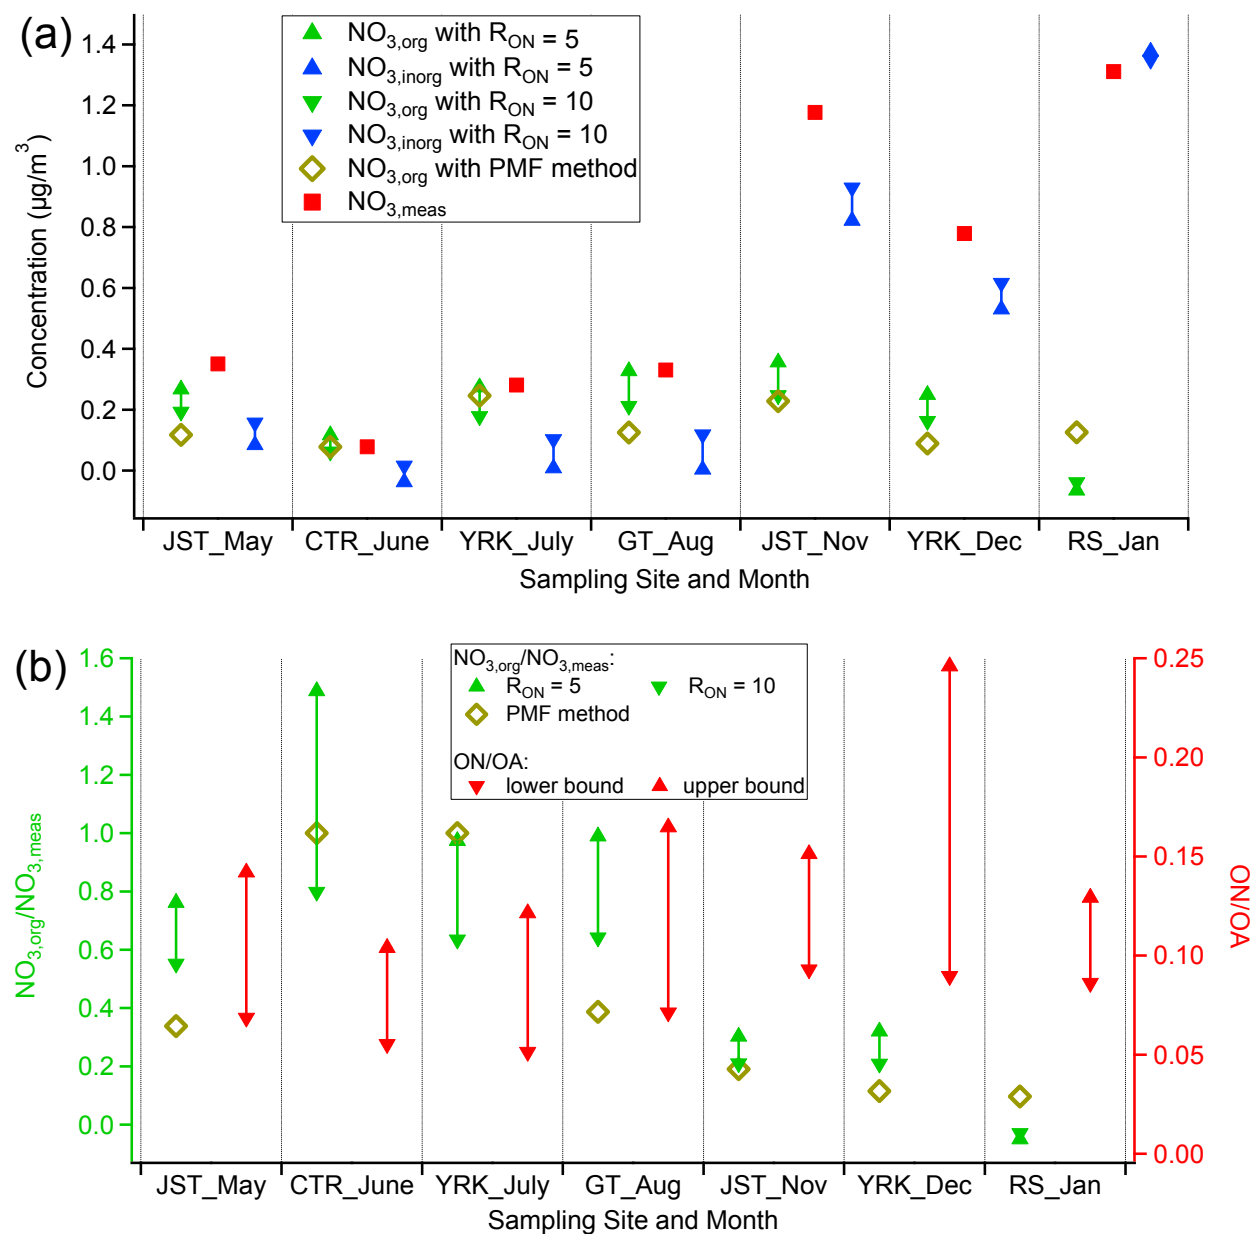 (a)
NO3,org with RON = 5
NO3,inorg with RON = 5
NO3,org with RON = 10
NO3,inorg with RON = 10
NO3,org with PMF method
NO3,meas
Concentration (µg/m3)
1.4
1.2
1.0
0.8
0.6
0.4
0.2
0.0
JST_May CTR_June YRK_July GT_Aug JST_Nov YRK_Dec RS_Jan
Sampling Site and Month
(b)
NO3,org/NO3,meas:
RON = 5 RON = 10
PMF method
ON/OA:
lower bound upper bound
NO3,org/NO3,meas
1.6
1.4
1.2
1.0
0.8
0.6
0.4
0.2
0.0
0.25
0.20
0.15
0.10
0.05
0.00
ON/OA
JST_May CTR_June YRK_July GT_Aug JST_Nov YRK_Dec RS_Jan
Sampling Site and Month